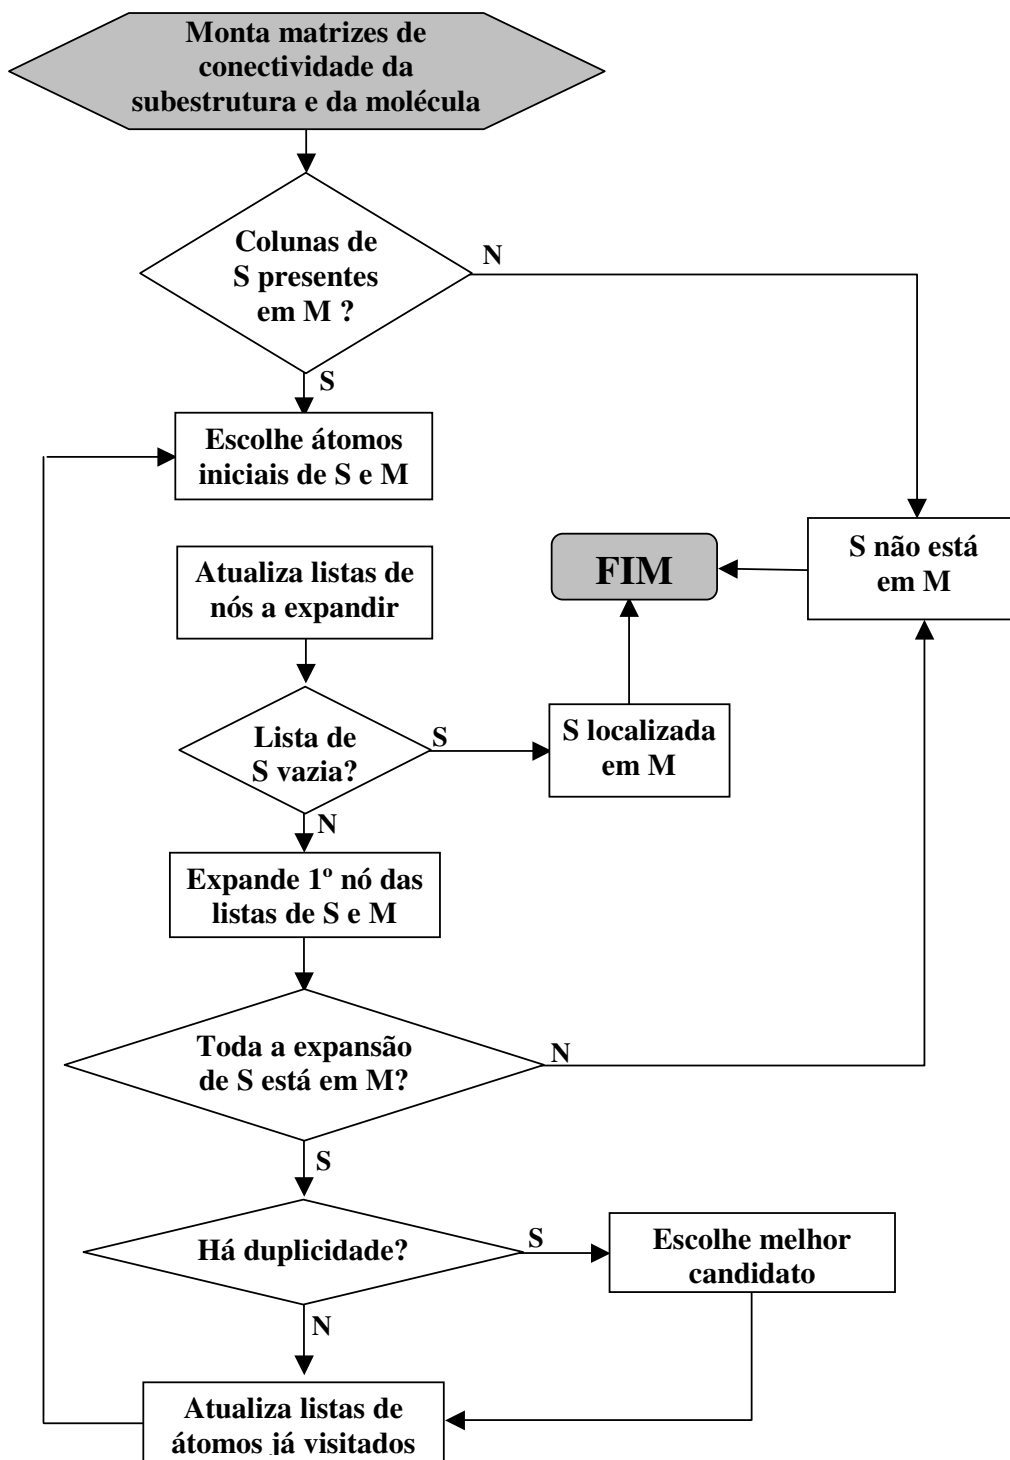 Monta matrizes de
conectividade da
subestrutura e da molécula
Colunas de
S presentes
em M ?
N
S
Escolhe átomos
iniciais de S e M
Atualiza listas de
nós a expandir
FIM
S não está
em M
Lista de
S vazia?
S
S localizada
em M
N
Expande 1º nó das
listas de S e M
Toda a expansão
de S está em M?
N
S
Há duplicidade?
S
Escolhe melhor
candidato
N
Atualiza listas de
átomos já visitados